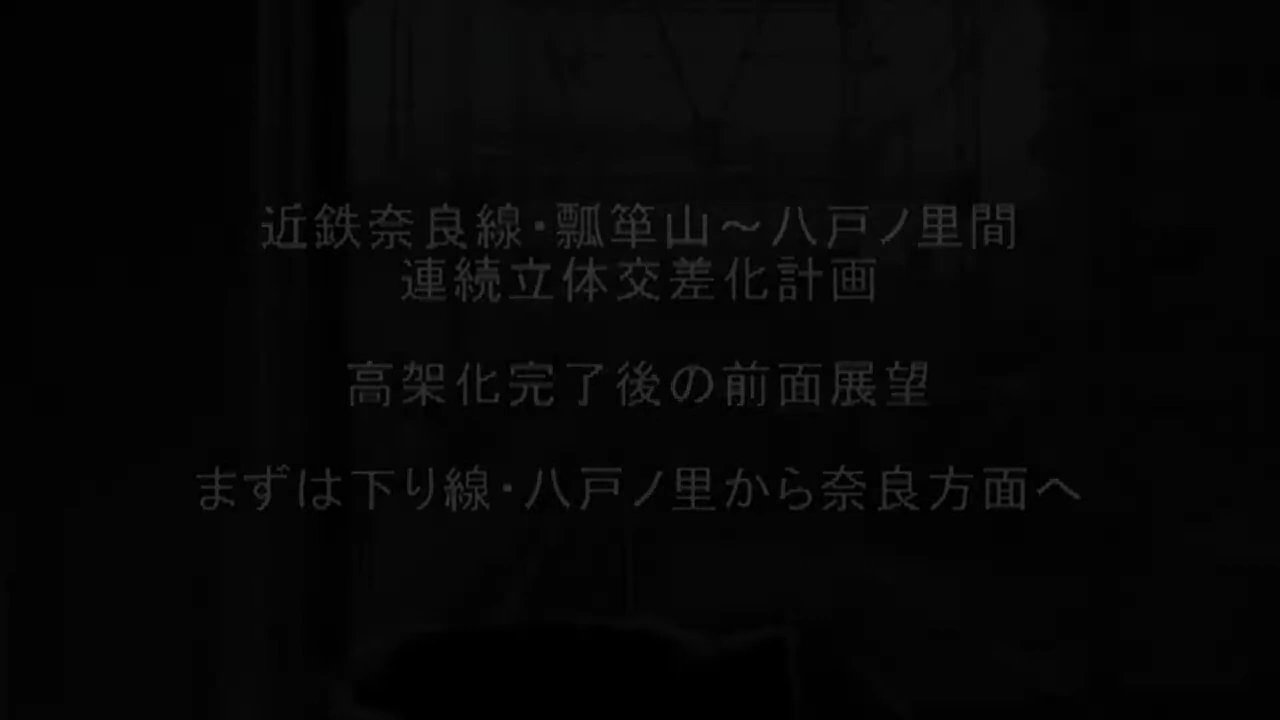 近鉄奈良線・瓢箪山～八戸ノ里間
連続立体交差化計画
高架化完了後の前面展望
まずは下り線・八戸ノ里から奈良方面へ